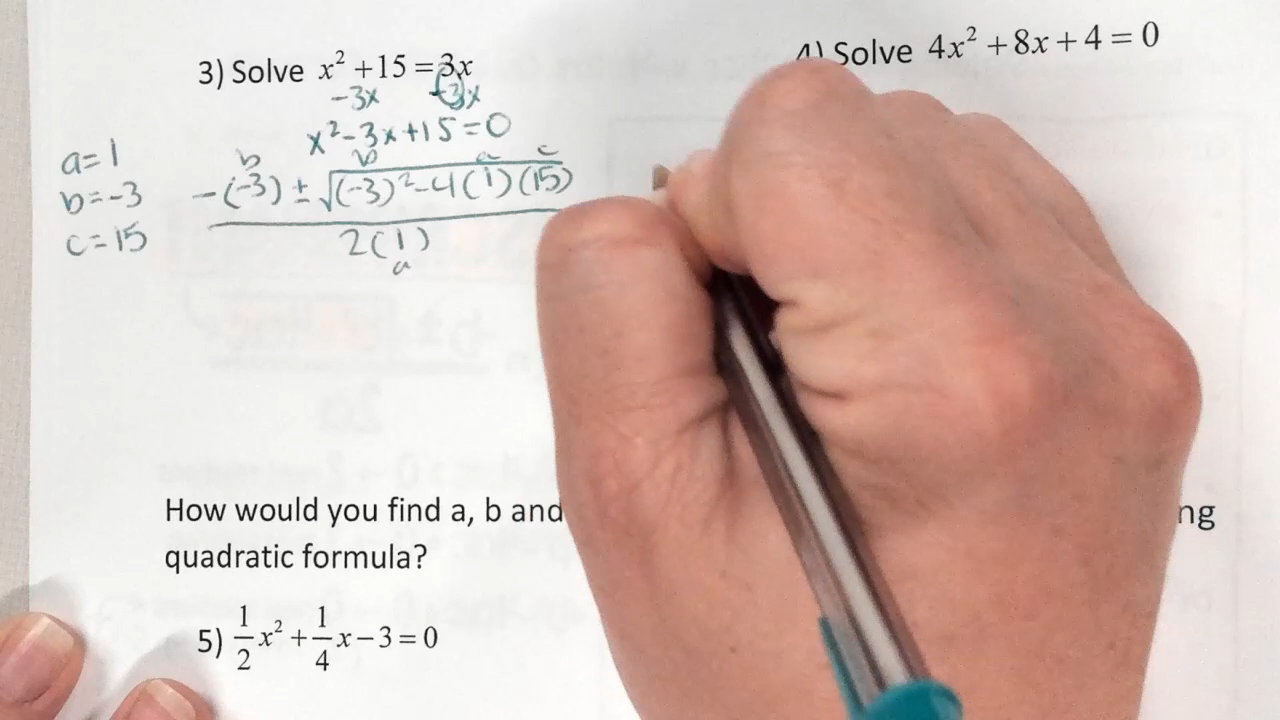 3) Solve x² + 15 = 3x
-3x -3x
x² - 3x + 15 = 0
a = 1
b = -3
c = 15
b b a c
-(-3) ± √(-3)² - 4(1)(15)
2(1)
a
4) Solve 4x² + 8x + 4 = 0
How would you find a, b and
ng
quadratic formula?
5) 1/2 x² + 1/4 x - 3 = 0